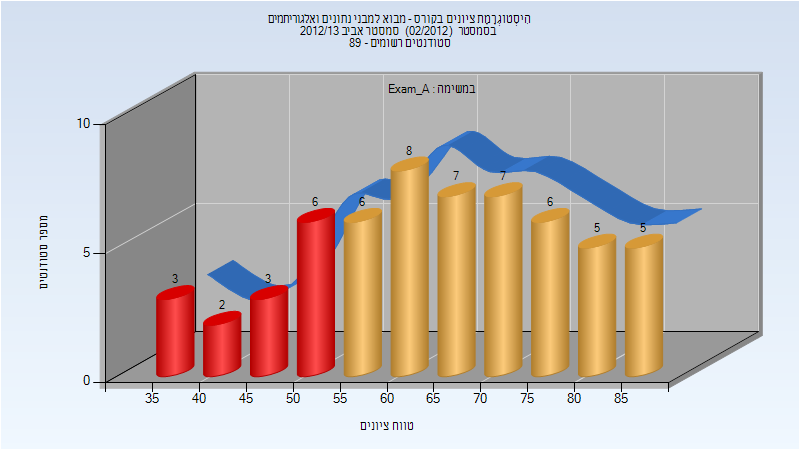 הִיסְטוֹגְרָמַת ציונים בקורס - מבוא למבני נתונים ואלגוריתמים
בסמסטר (02/2012) סמסטר אביב 2012/13
סטודנטים רשומים - 89
במשימה : Exam_A
10
5
0
מספר סטודנטים
3
2
3
6
6
8
7
7
6
5
5
35 40 45 50 55 60 65 70 75 80 85
טווח ציונים